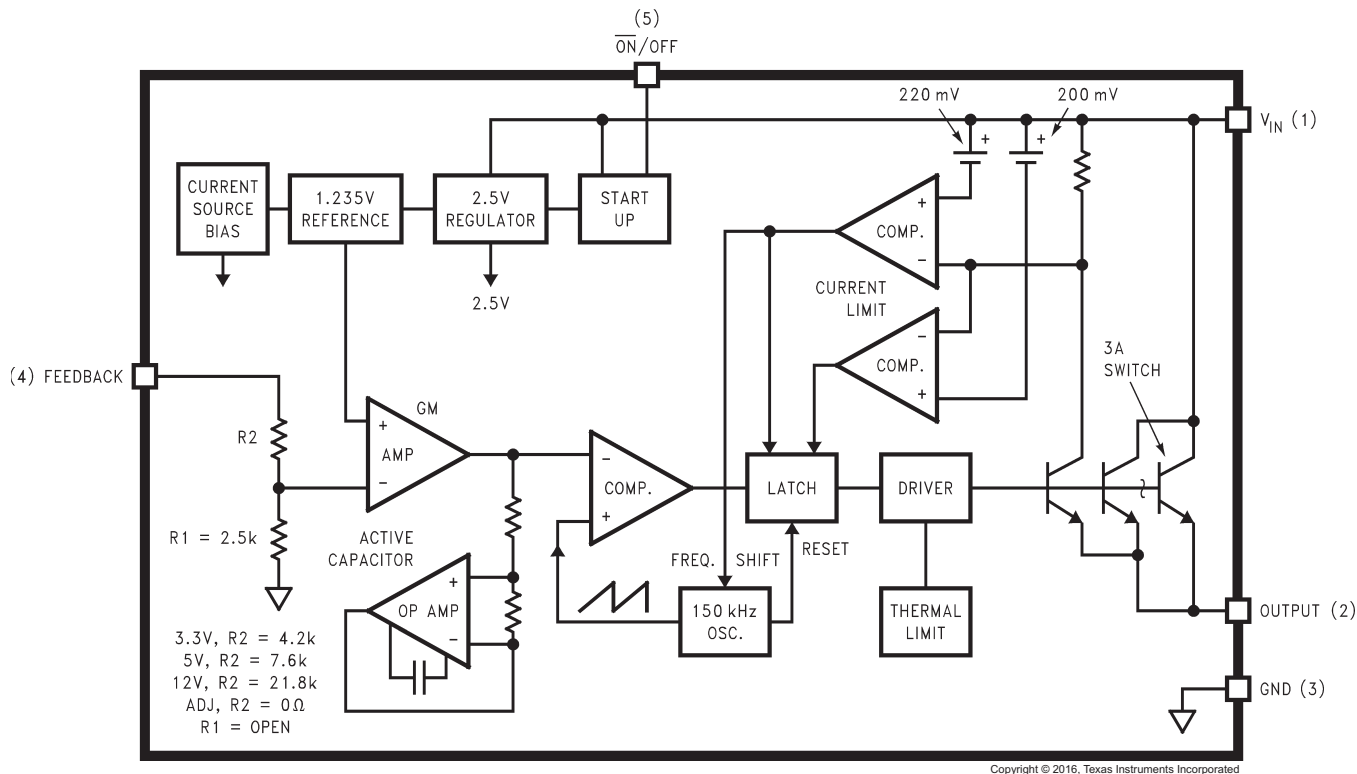 (5)
O̅N̅/OFF
220 mV
200 mV
+
+
V_IN (1)
CURRENT
SOURCE
BIAS
1.235V
REFERENCE
2.5V
REGULATOR
START
UP
2.5V
+
COMP.
−
CURRENT
LIMIT
−
COMP.
+
3A
SWITCH
(4) FEEDBACK
R2
R1 = 2.5k
GM
+
AMP
−
−
COMP.
+
LATCH
DRIVER
ACTIVE
CAPACITOR
+
OP AMP
−
FREQ. SHIFT
RESET
150 kHz
OSC.
THERMAL
LIMIT
OUTPUT (2)
GND (3)
3.3V, R2 = 4.2k
5V, R2 = 7.6k
12V, R2 = 21.8k
ADJ, R2 = 0Ω
R1 = OPEN
Copyright © 2016, Texas Instruments Incorporated